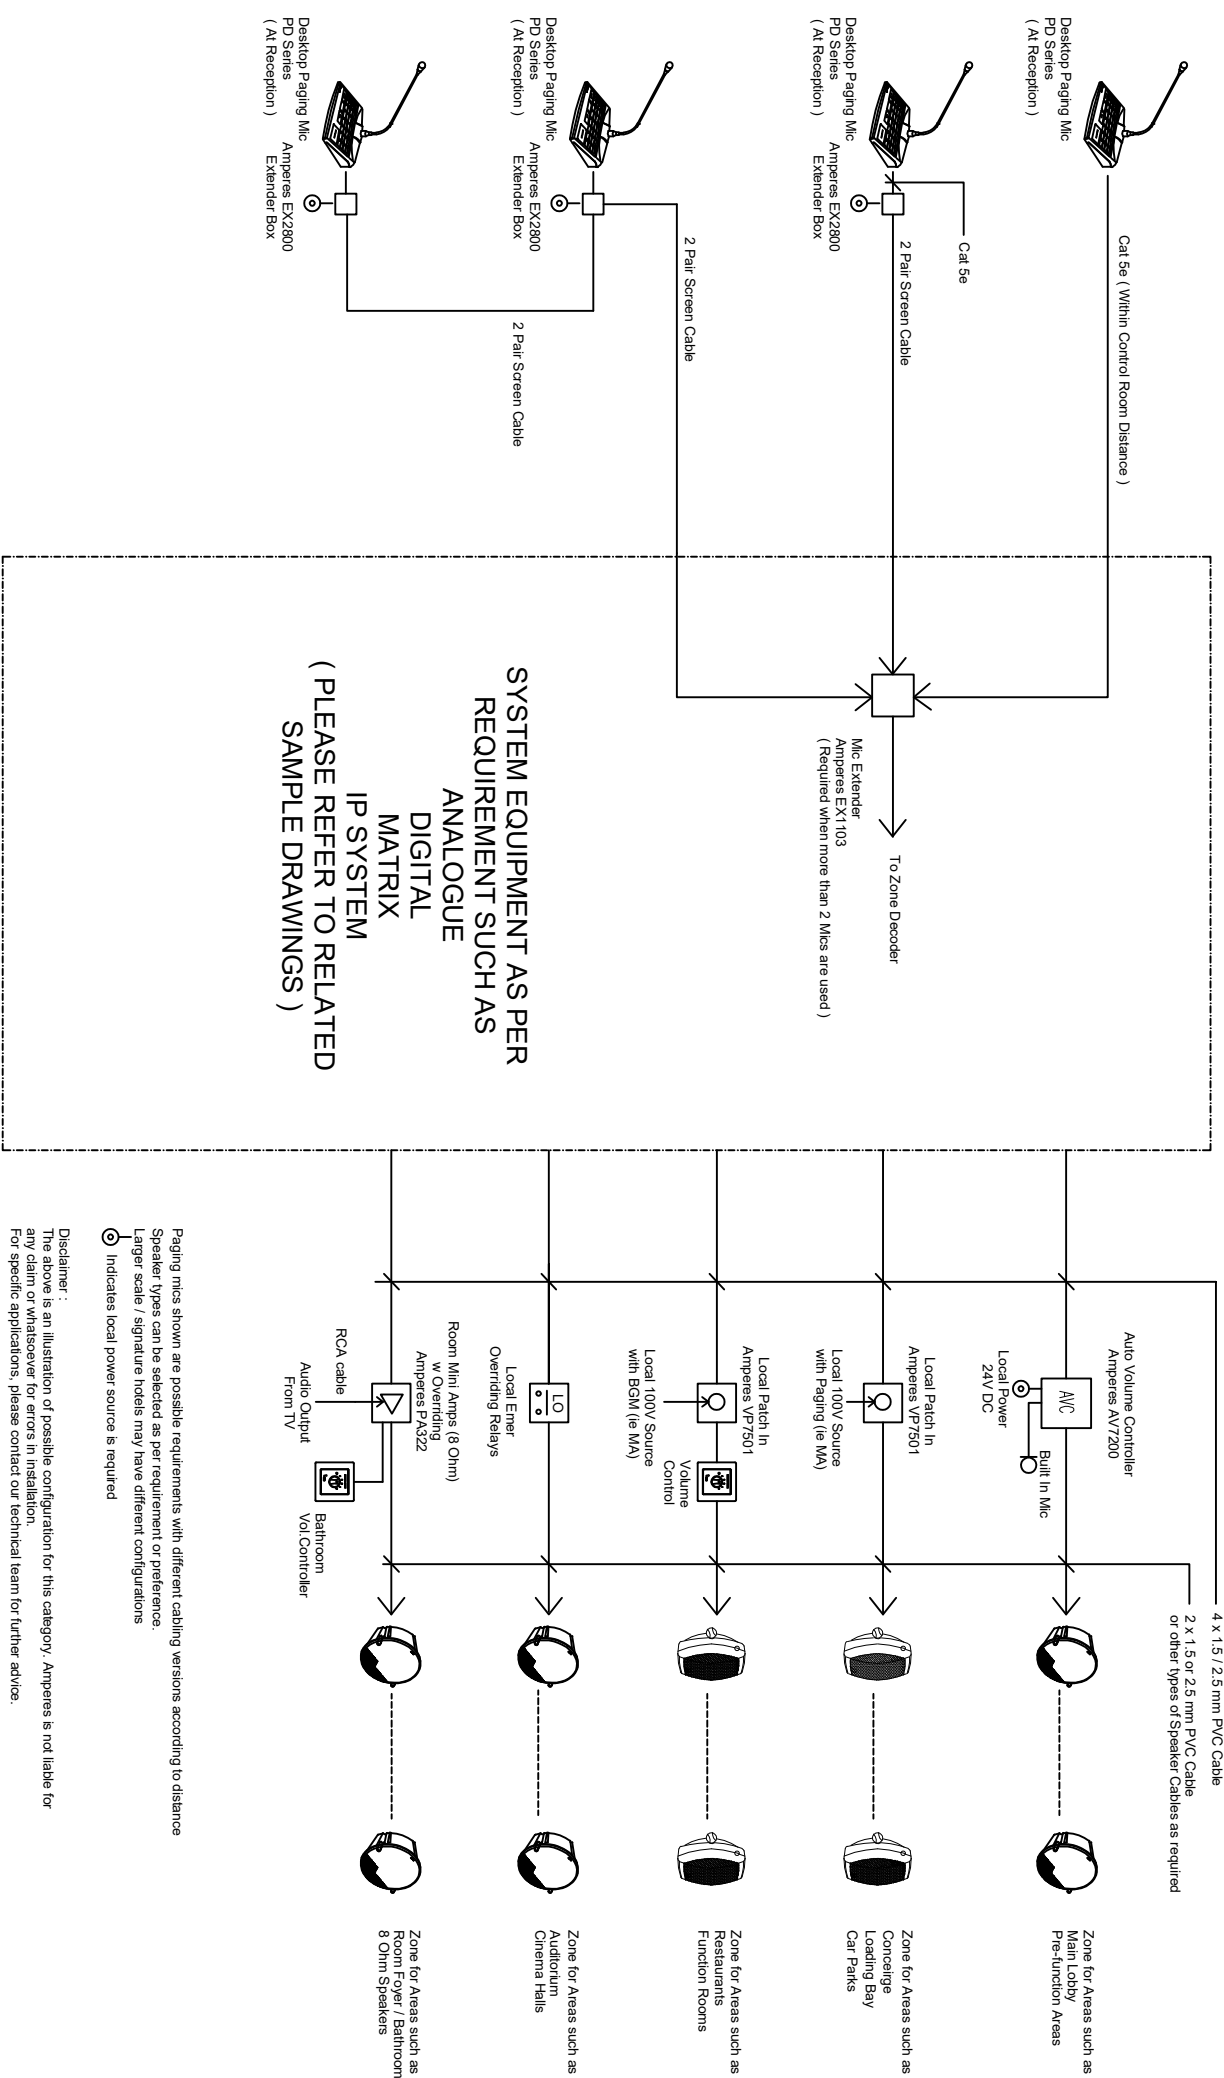 Desktop Paging Mic
PD Series
( At Reception )
Cat 5e ( Within Control Room Distance )
Desktop Paging Mic
PD Series
( At Reception )
Amperes EX2800
Extender Box
Cat 5e
2 Pair Screen Cable
Desktop Paging Mic
PD Series
( At Reception )
Amperes EX2800
Extender Box
2 Pair Screen Cable
Desktop Paging Mic
PD Series
( At Reception )
Amperes EX2800
Extender Box
2 Pair Screen Cable
Mic Extender
Amperes EX1103
( Required when more than 2 Mics are used )
To Zone Decoder
SYSTEM EQUIPMENT AS PER
REQUIREMENT SUCH AS
ANALOGUE
DIGITAL
MATRIX
IP SYSTEM
( PLEASE REFER TO RELATED
SAMPLE DRAWINGS )
4 x 1.5 / 2.5 mm PVC Cable
2 x 1.5 or 2.5 mm PVC Cable
or other types of Speaker Cables as required
Auto Volume Controller
Amperes AV7200
AVC
Local Power
24V DC
Built In Mic
Zone for Areas such as
Main Lobby
Pre-function Areas
Local Patch In
Amperes VP7501
Local 100V Source
with Paging (ie MA)
Zone for Areas such as
Conceirge
Loading Bay
Car Parks
Local Patch In
Amperes VP7501
Local 100V Source
with BGM (ie MA)
Volume
Control
Zone for Areas such as
Restaurants
Function Rooms
LO
Local Emer
Overriding Relays
Zone for Areas such as
Auditorium
Cinema Halls
Room Mini Amps (8 Ohm)
w Overriding
Amperes PA322
RCA cable
Audio Output
From TV
Bathroom
Vol.Controller
Zone for Areas such as
Room Foyer / Bathroom
8 Ohm Speakers
Paging mics shown are possible requirements with different cabling versions according to distance
Speaker types can be selected as per requirement or preference.
Larger scale / signature hotels may have different configurations
Indicates local power source is required
Disclaimer :
The above is an illustration of possible configuration for this category. Amperes is not liable for
any claim or whatsoever for errors in installation.
For specific applications, please contact our technical team for further advice.